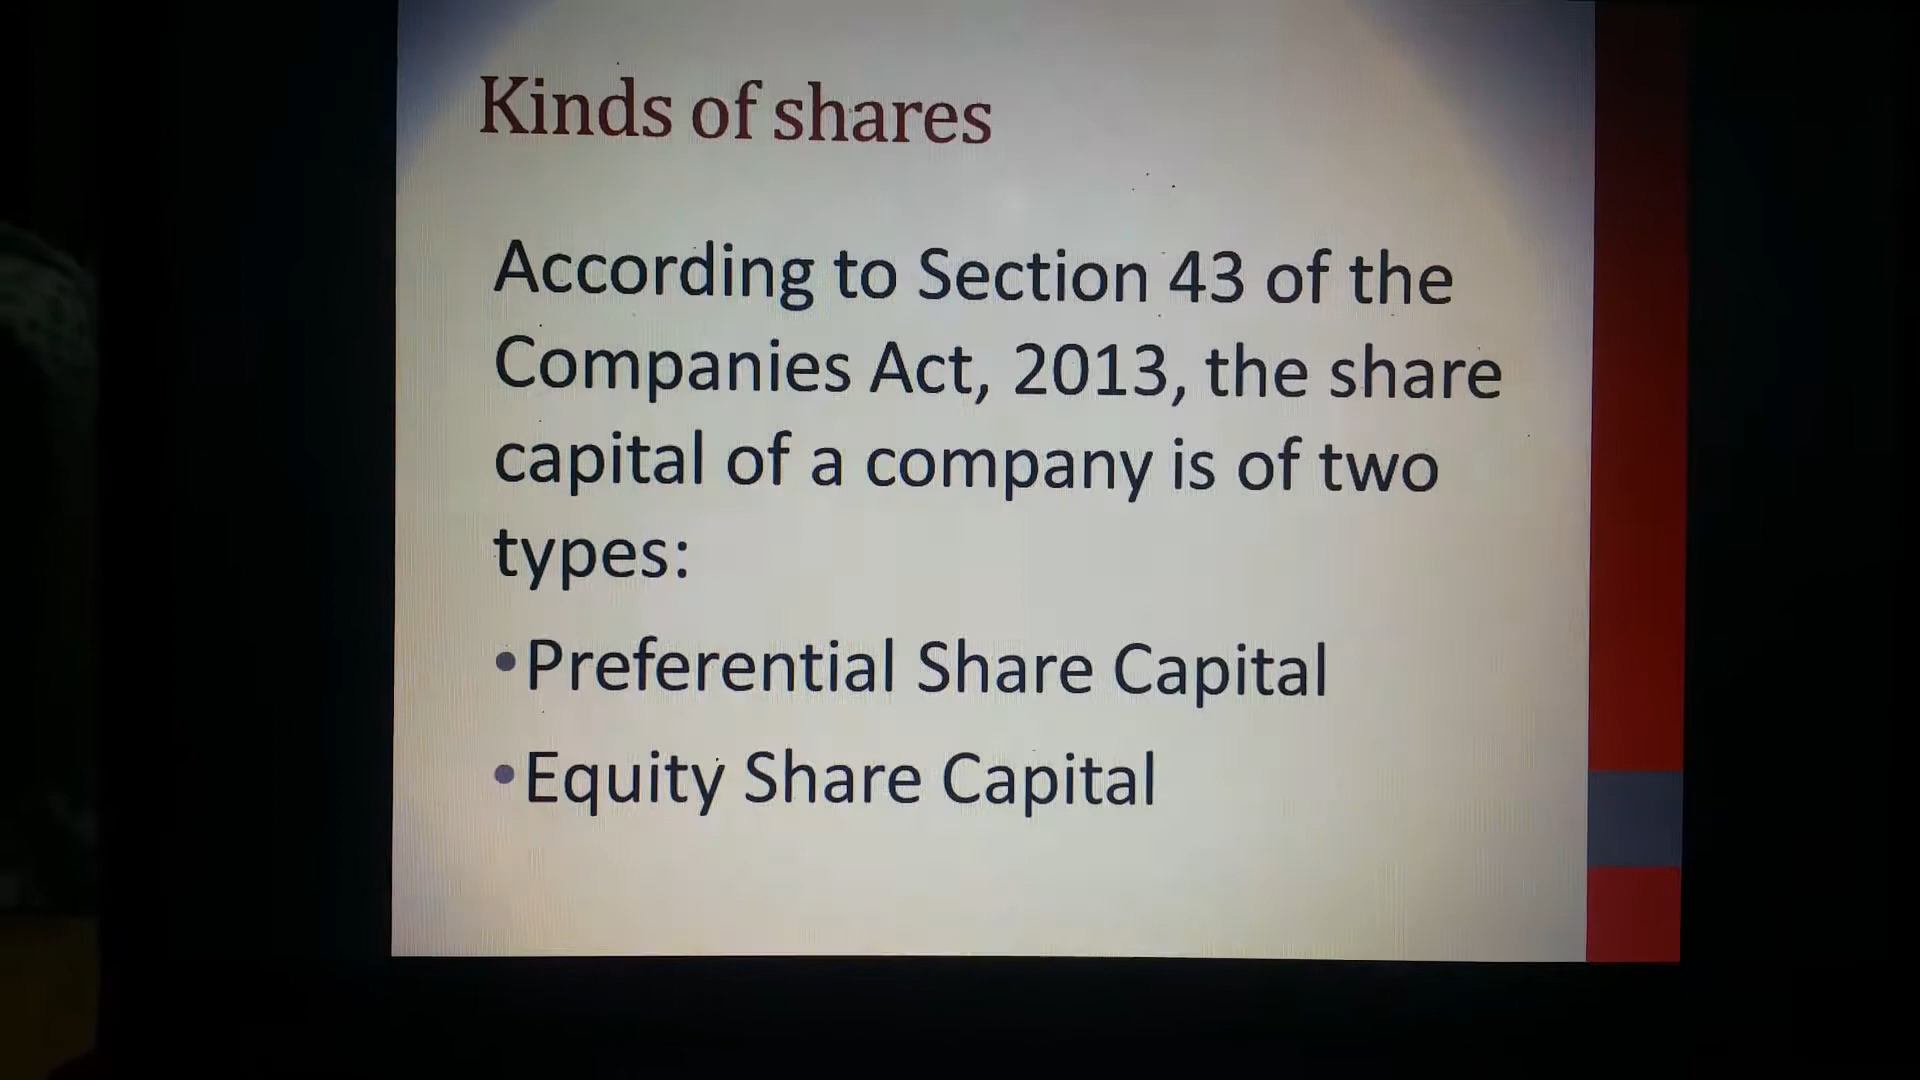 Kinds of shares
According to Section 43 of the
Companies Act, 2013, the share
capital of a company is of two
types:
•Preferential Share Capital
•Equity Share Capital